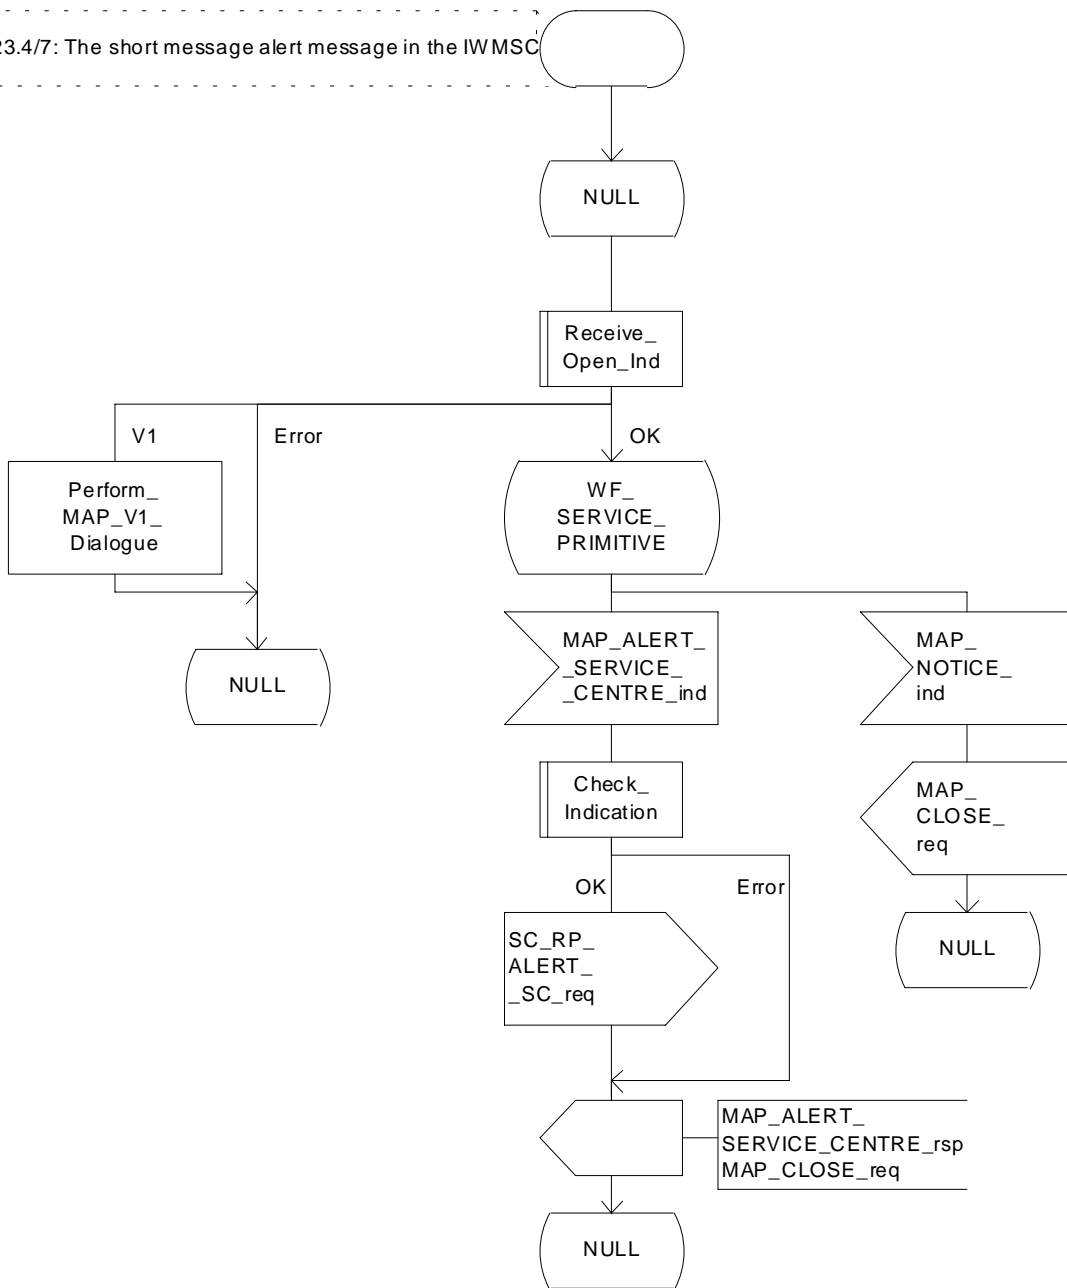 23.4/7: The short message alert message in the IWMSC
NULL
Receive_
Open_Ind
V1
Error
OK
Perform_
MAP_V1_
Dialogue
WF_
SERVICE_
PRIMITIVE
NULL
MAP_ALERT_
_SERVICE_
_CENTRE_ind
MAP_
NOTICE_
ind
Check_
Indication
MAP_
CLOSE_
req
OK
Error
SC_RP_
ALERT_
_SC_req
NULL
MAP_ALERT_
SERVICE_CENTRE_rsp
MAP_CLOSE_req
NULL